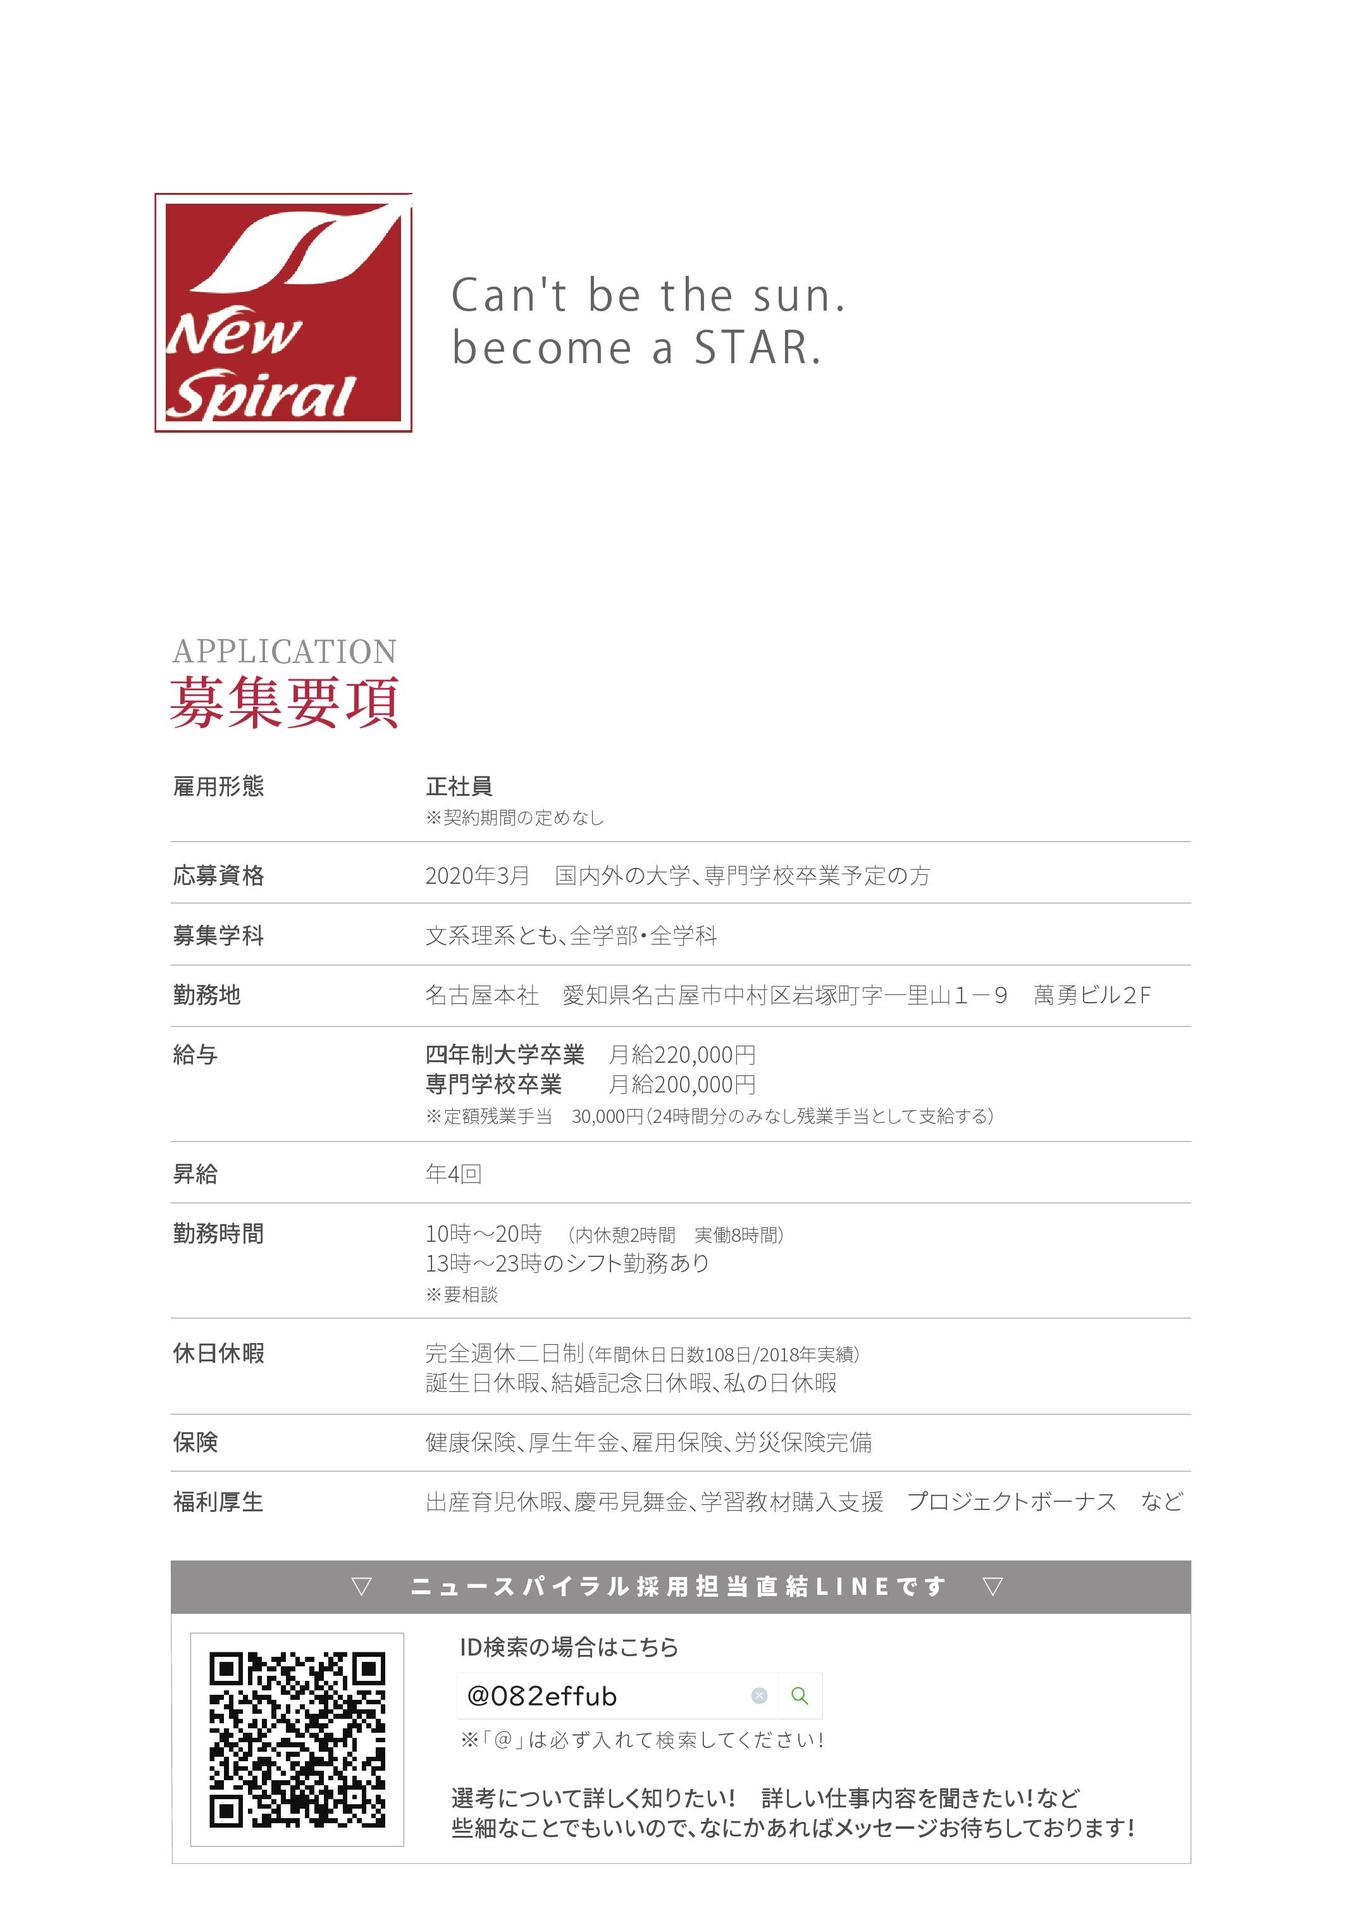 New
Spiral
Can't be the sun.
become a STAR.
APPLICATION
募集要項
雇用形態　正社員
※契約期間の定めなし
応募資格　2020年3月　国内外の大学、専門学校卒業予定の方
募集学科　文系理系とも、全学部・全学科
勤務地　名古屋本社　愛知県名古屋市中村区岩塚町字一里山１－９　萬勇ビル２F
給与　四年制大学卒業　月給220,000円
専門学校卒業　月給200,000円
※定額残業手当　30,000円（24時間分のみなし残業手当として支給する）
昇給　年4回
勤務時間　10時～20時　（内休憩2時間　実働8時間）
13時～23時のシフト勤務あり
※要相談
休日休暇　完全週休二日制（年間休日日数108日/2018年実績）
誕生日休暇、結婚記念日休暇、私の日休暇
保険　健康保険、厚生年金、雇用保険、労災保険完備
福利厚生　出産育児休暇、慶弔見舞金、学習教材購入支援　プロジェクトボーナス　など
▽　ニュースパイラル採用担当直結LINEです　▽
ID検索の場合はこちら
@082effub
※「@」は必ず入れて検索してください！
選考について詳しく知りたい！　詳しい仕事内容を聞きたい！など
些細なことでもいいので、なにかあればメッセージお待ちしております！